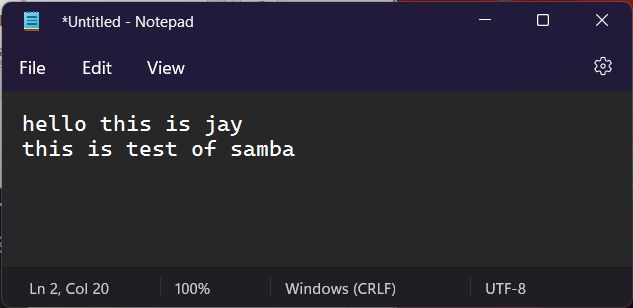 *Untitled - Notepad
File Edit View
hello this is jay
this is test of samba
Ln 2, Col 20 100% Windows (CRLF) UTF-8